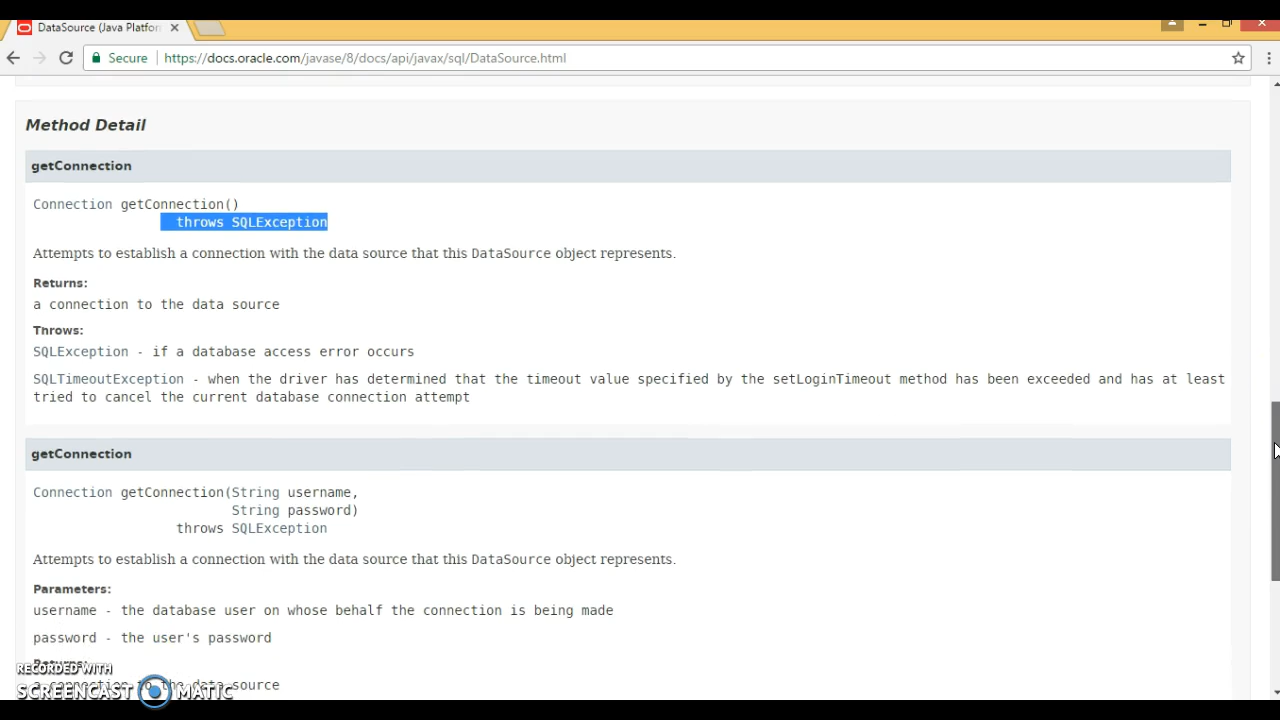 DataSource (Java Platfor
Secure
https://docs.oracle.com/javase/8/docs/api/javax/sql/DataSource.html
Method Detail
getConnection
Connection getConnection()
throws SQLException
Attempts to establish a connection with the data source that this DataSource object represents.
Returns:
a connection to the data source
Throws:
SQLException - if a database access error occurs
SQLTimeoutException - when the driver has determined that the timeout value specified by the setLoginTimeout method has been exceeded and has at least
tried to cancel the current database connection attempt
getConnection
Connection getConnection(String username,
String password)
throws SQLException
Attempts to establish a connection with the data source that this DataSource object represents.
Parameters:
username - the database user on whose behalf the connection is being made
password - the user's password
Returns:
RECORDED WITH
a connection to the data source
SCREENCAST MATIC